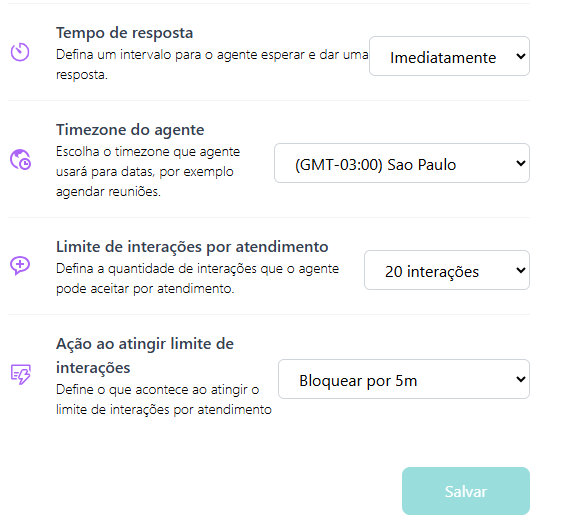 Tempo de resposta
Defina um intervalo para o agente esperar e dar uma
resposta.
Imediatamente
Timezone do agente
Escolha o timezone que agente
usará para datas, por exemplo
agendar reuniões.
(GMT-03:00) Sao Paulo
Limite de interações por atendimento
Defina a quantidade de interações que o agente
pode aceitar por atendimento.
20 interações
Ação ao atingir limite de
interações
Define o que acontece ao atingir o
limite de interações por atendimento
Bloquear por 5m
Salvar